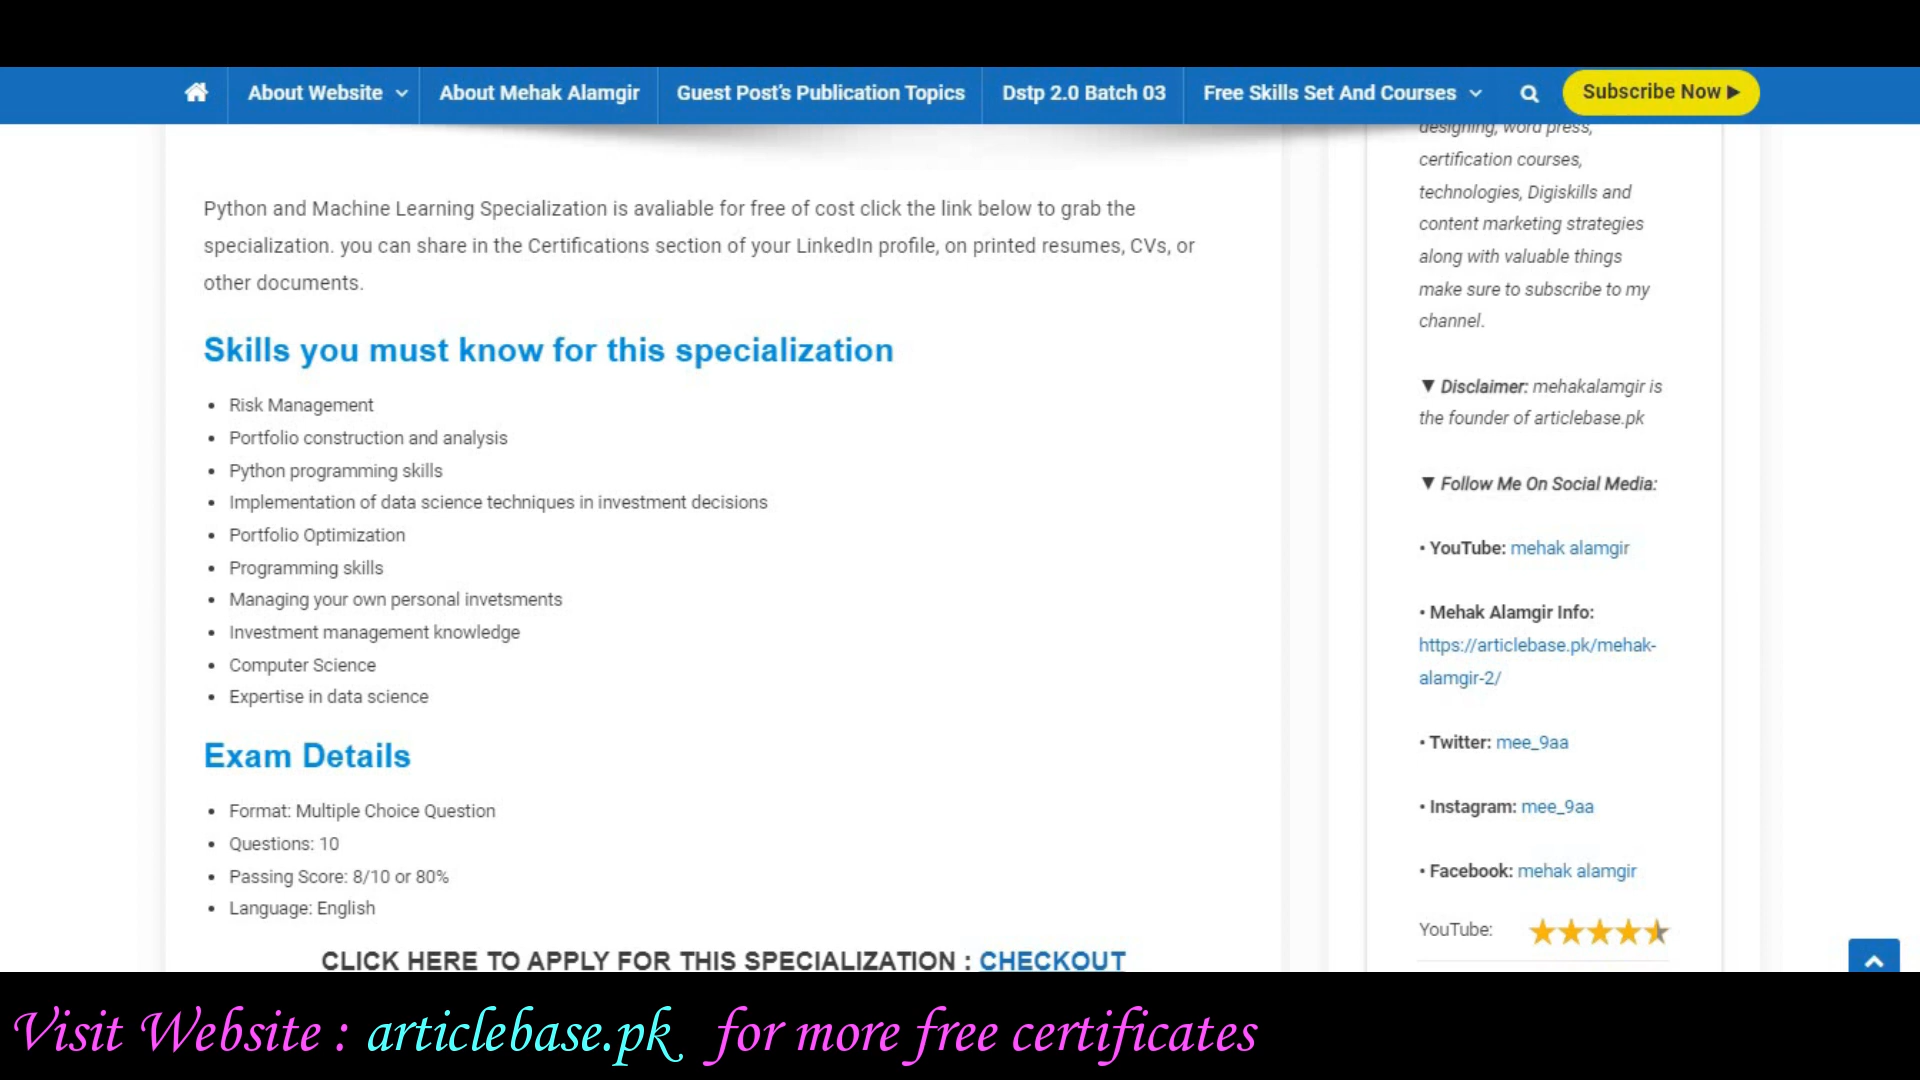 About Website
About Mehak Alamgir
Guest Post's Publication Topics
Dstp 2.0 Batch 03
Free Skills Set And Courses
Subscribe Now ▶
Python and Machine Learning Specialization is avaliable for free of cost click the link below to grab the
specialization. you can share in the Certifications section of your LinkedIn profile, on printed resumes, CVs, or
other documents.
Skills you must know for this specialization
• Risk Management
• Portfolio construction and analysis
• Python programming skills
• Implementation of data science techniques in investment decisions
• Portfolio Optimization
• Programming skills
• Managing your own personal invetsments
• Investment management knowledge
• Computer Science
• Expertise in data science
Exam Details
• Format: Multiple Choice Question
• Questions: 10
• Passing Score: 8/10 or 80%
• Language: English
CLICK HERE TO APPLY FOR THIS SPECIALIZATION : CHECKOUT
designing, word press,
certification courses,
technologies, Digiskills and
content marketing strategies
along with valuable things
make sure to subscribe to my
channel.
▼ Disclaimer: mehakalamgir is
the founder of articlebase.pk
▼ Follow Me On Social Media:
• YouTube: mehak alamgir
• Mehak Alamgir Info:
https://articlebase.pk/mehak-
alamgir-2/
• Twitter: mee_9aa
• Instagram: mee_9aa
• Facebook: mehak alamgir
YouTube:
Visit Website : articlebase.pk for more free certificates